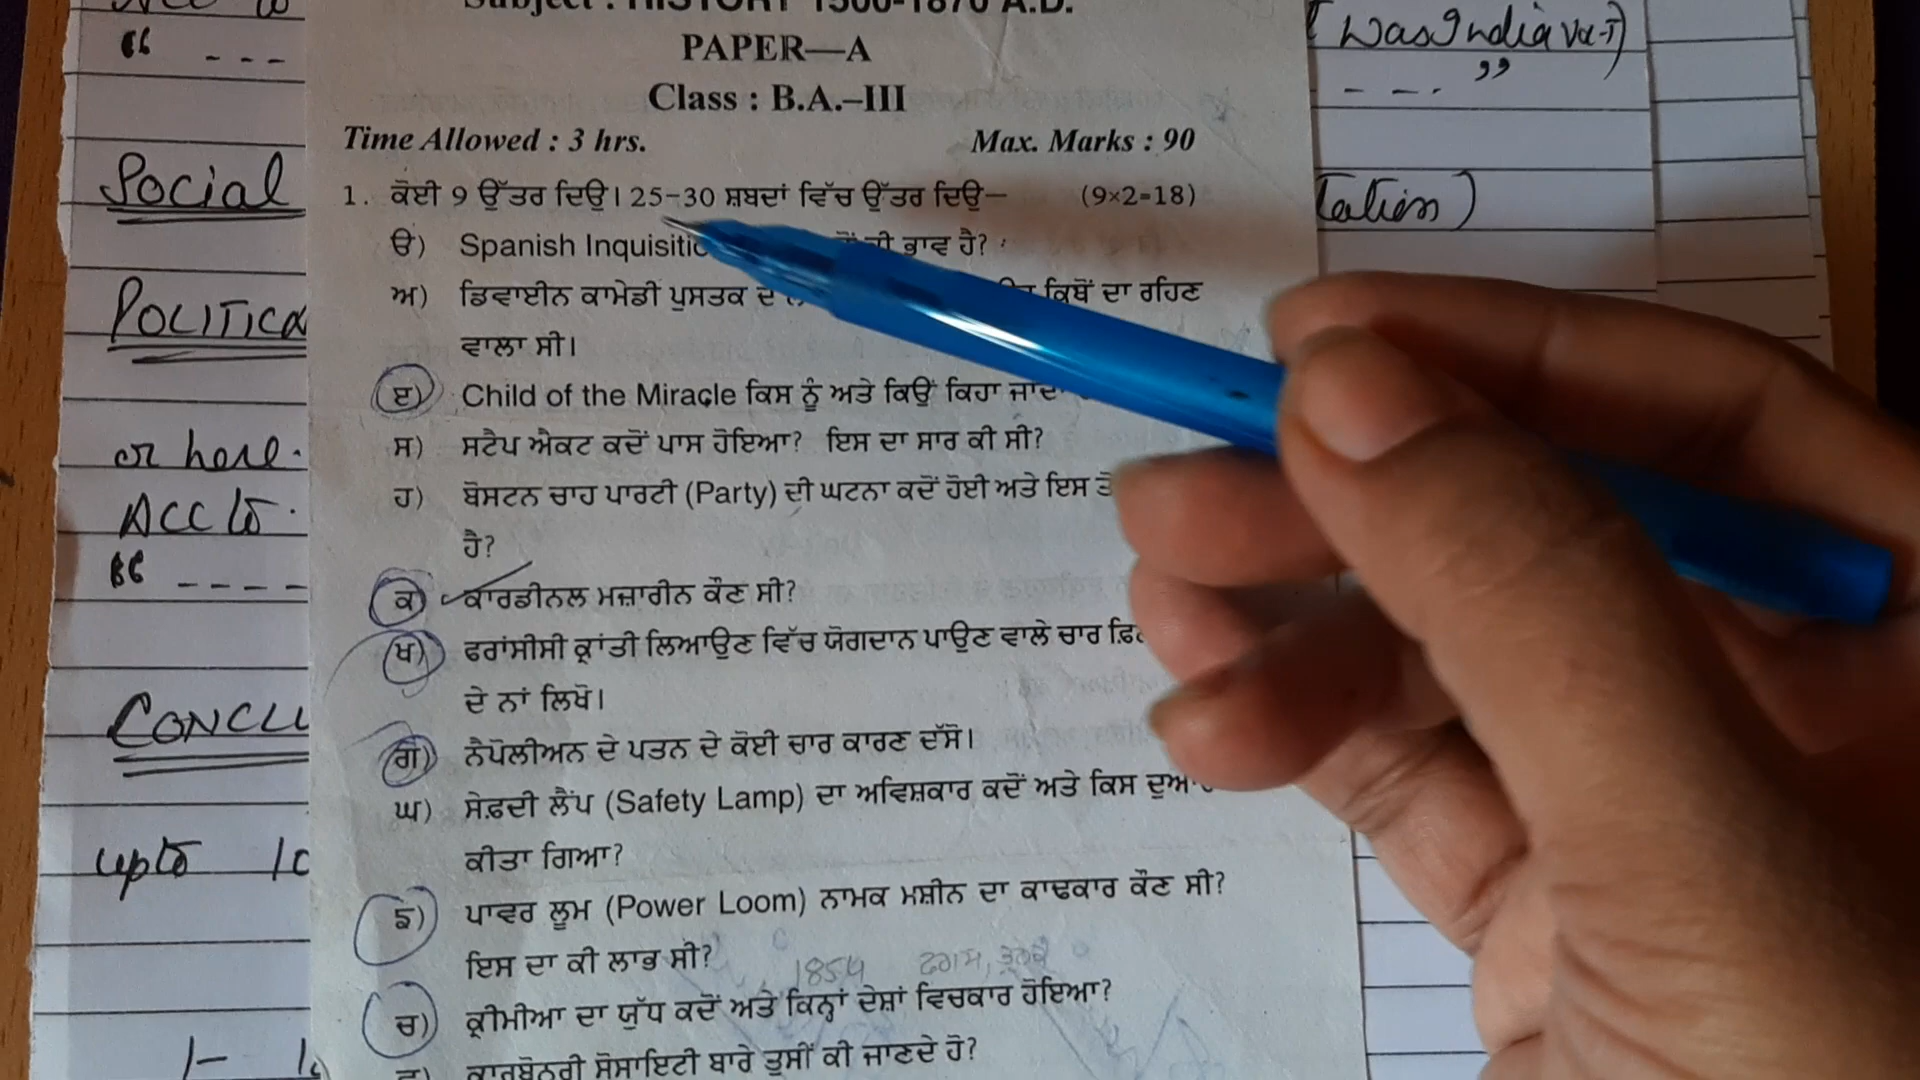 Subject : HISTORY 1500-1870 A.D.
PAPER—A
Class : B.A.–III
Time Allowed : 3 hrs. Max. Marks : 90
1. ਕੋਈ 9 ਉੱਤਰ ਦਿਉ। 25-30 ਸ਼ਬਦਾਂ ਵਿੱਚ ਉੱਤਰ ਦਿਉ— (9×2=18)
ੳ) Spanish ਭਾਵ ਹੈ?
ਅ) ਡਿਵਾਈਨ ਕਾਮੇਡੀ ਪੁਸਤਕ ਦੇ ਕਿਥੋਂ ਦਾ ਰਹਿਣ
ਵਾਲਾ ਸੀ।
ੲ) Child of the Miracle ਕਿਸ ਨੂੰ ਅਤੇ ਕਿਉਂ ਕਿਹਾ
ਸ) ਸਟੈਪ ਐਕਟ ਕਦੋਂ ਪਾਸ ਹੋਇਆ? ਇਸ ਦਾ ਸਾਰ ਕੀ ਸੀ?
ਹ) ਬੋਸਟਨ ਚਾਹ ਪਾਰਟੀ (Party) ਦੀ ਘਟਨਾ ਕਦੋਂ ਹੋਈ ਅਤੇ ਇਸ
ਹੈ?
ਕ) ਕਾਰਡੀਨਲ ਮਜ਼ਾਰੀਨ ਕੌਣ ਸੀ?
ਖ) ਫਰਾਂਸੀਸੀ ਕ੍ਰਾਂਤੀ ਲਿਆਉਣ ਵਿੱਚ ਯੋਗਦਾਨ ਪਾਉਣ ਵਾਲੇ ਚਾਰ
ਦੇ ਨਾਂ ਲਿਖੋ।
ਗ) ਨੈਪੋਲੀਅਨ ਦੇ ਪਤਨ ਦੇ ਕੋਈ ਚਾਰ ਕਾਰਣ ਦੱਸੋ।
ਘ) ਸੇਫ਼ਦੀ ਲੈਂਪ (Safety Lamp) ਦਾ ਅਵਿਸ਼ਕਾਰ ਕਦੋਂ ਅਤੇ ਕਿਸ
ਕੀਤਾ ਗਿਆ?
ਙ) ਪਾਵਰ ਲੂਮ (Power Loom) ਨਾਮਕ ਮਸ਼ੀਨ ਦਾ ਕਾਢਕਾਰ ਕੌਣ ਸੀ?
ਇਸ ਦਾ ਕੀ ਲਾਭ ਸੀ?
1854
ਚ) ਕ੍ਰੀਮੀਆ ਦਾ ਯੁੱਧ ਕਦੋਂ ਅਤੇ ਕਿਨ੍ਹਾਂ ਦੇਸ਼ਾਂ ਵਿਚਕਾਰ ਹੋਇਆ?
ਕਾਰਬੋਨਰੀ ਸੋਸਾਇਟੀ ਬਾਰੇ ਤੁਸੀਂ ਕੀ ਜਾਣਦੇ ਹੋ?
Social
or here.
Acc to
" - - - -
upto
Was India Vol-I)
- - - "